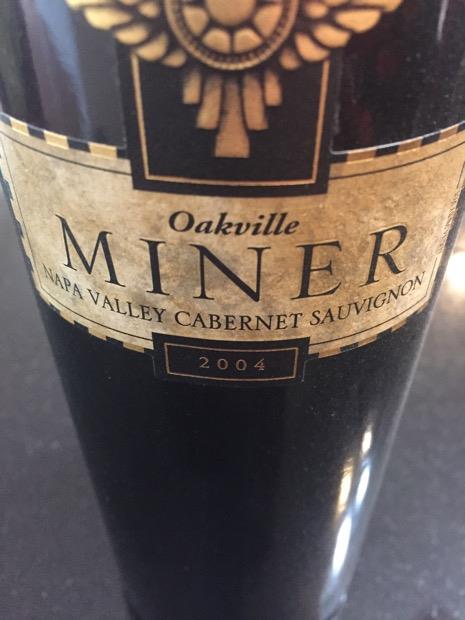 Oakville
MINER
NAPA VALLEY CABERNET SAUVIGNON
2004